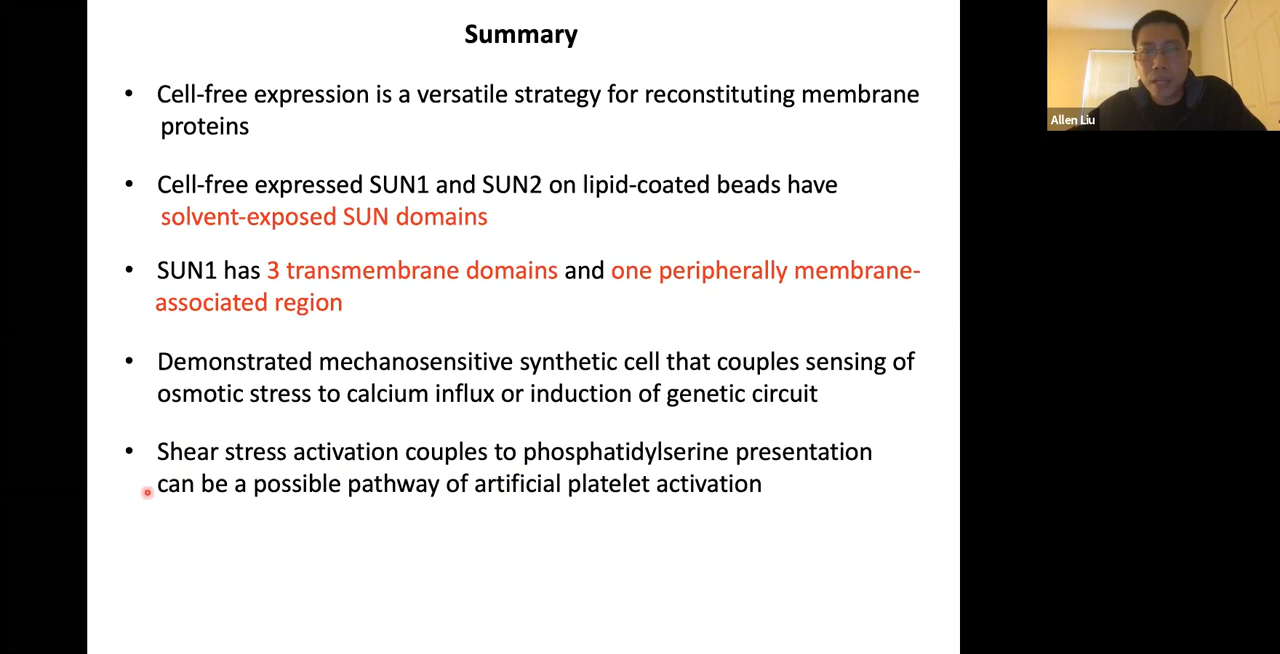 Summary
• Cell-free expression is a versatile strategy for reconstituting membrane
proteins
• Cell-free expressed SUN1 and SUN2 on lipid-coated beads have
solvent-exposed SUN domains
• SUN1 has 3 transmembrane domains and one peripherally membrane-
associated region
• Demonstrated mechanosensitive synthetic cell that couples sensing of
osmotic stress to calcium influx or induction of genetic circuit
• Shear stress activation couples to phosphatidylserine presentation
can be a possible pathway of artificial platelet activation
Allen Liu